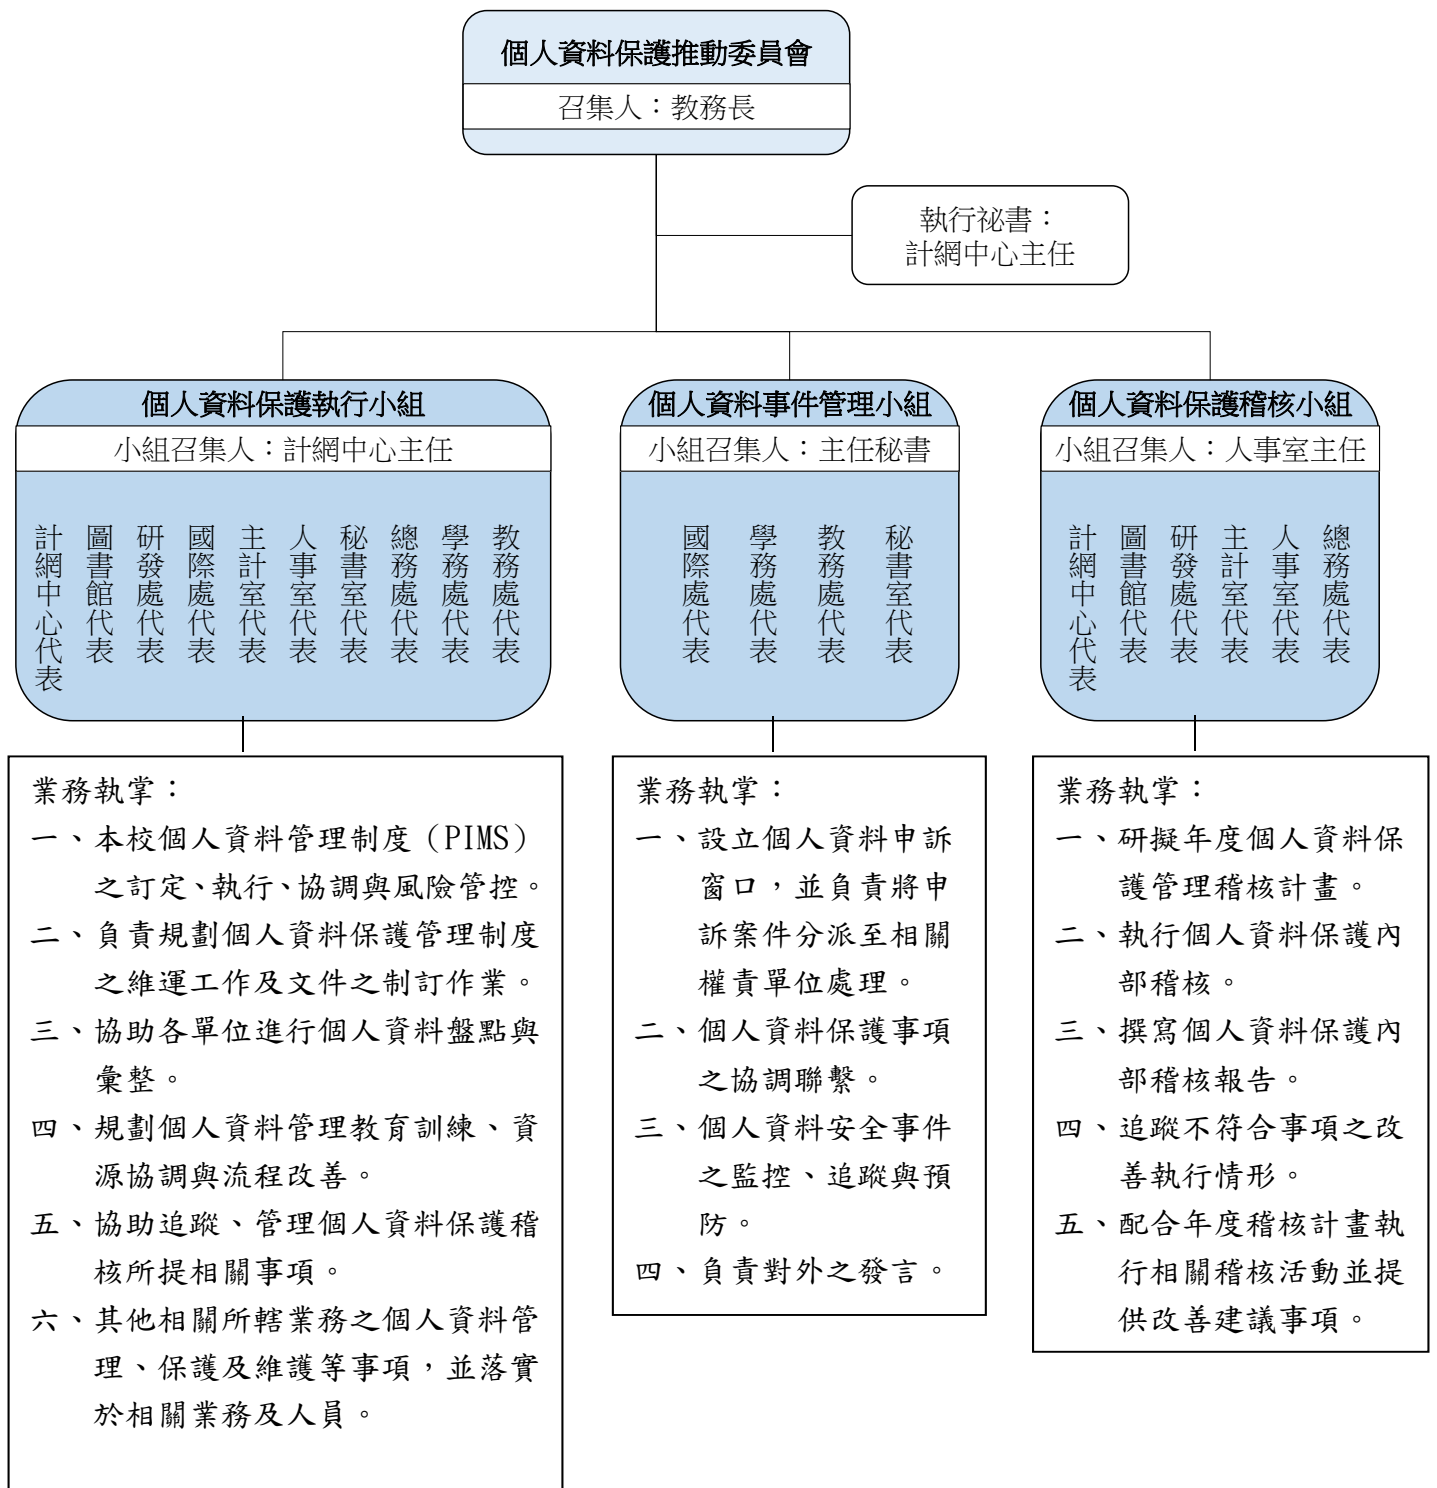 個人資料保護推動委員會
召集人：教務長
執行祕書：
計網中心主任
個人資料保護執行小組
小組召集人：計網中心主任
計網中心代表
圖書館代表
研發處代表
國際處代表
主計室代表
人事室代表
秘書室代表
總務處代表
學務處代表
教務處代表
個人資料事件管理小組
小組召集人：主任秘書
國際處代表
學務處代表
教務處代表
秘書室代表
個人資料保護稽核小組
小組召集人：人事室主任
計網中心代表
圖書館代表
研發處代表
主計室代表
人事室代表
總務處代表
業務執掌：
一、本校個人資料管理制度（PIMS）
之訂定、執行、協調與風險管控。
二、負責規劃個人資料保護管理制度
之維運工作及文件之制訂作業。
三、協助各單位進行個人資料盤點與
彙整。
四、規劃個人資料管理教育訓練、資
源協調與流程改善。
五、協助追蹤、管理個人資料保護稽
核所提相關事項。
六、其他相關所轄業務之個人資料管
理、保護及維護等事項，並落實
於相關業務及人員。
業務執掌：
一、設立個人資料申訴
窗口，並負責將申
訴案件分派至相關
權責單位處理。
二、個人資料保護事項
之協調聯繫。
三、個人資料安全事件
之監控、追蹤與預
防。
四、負責對外之發言。
業務執掌：
一、研擬年度個人資料保
護管理稽核計畫。
二、執行個人資料保護內
部稽核。
三、撰寫個人資料保護內
部稽核報告。
四、追蹤不符合事項之改
善執行情形。
五、配合年度稽核計畫執
行相關稽核活動並提
供改善建議事項。